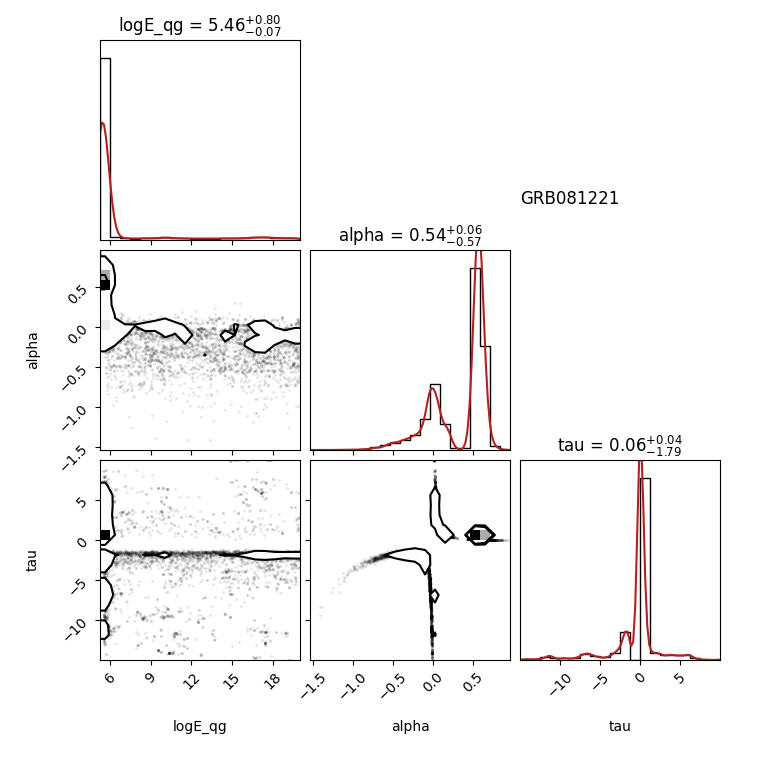 logE_qg = 5.46+0.80 −0.07
GRB081221
alpha = 0.54+0.06 −0.57
alpha
0.5
0.0
−0.5
−1.0
−1.5
tau = 0.06+0.04 −1.79
tau
5
0
−5
−10
6 9 12 15 18
−1.5 −1.0 −0.5 0.0 0.5
−10 −5 0 5
logE_qg alpha tau